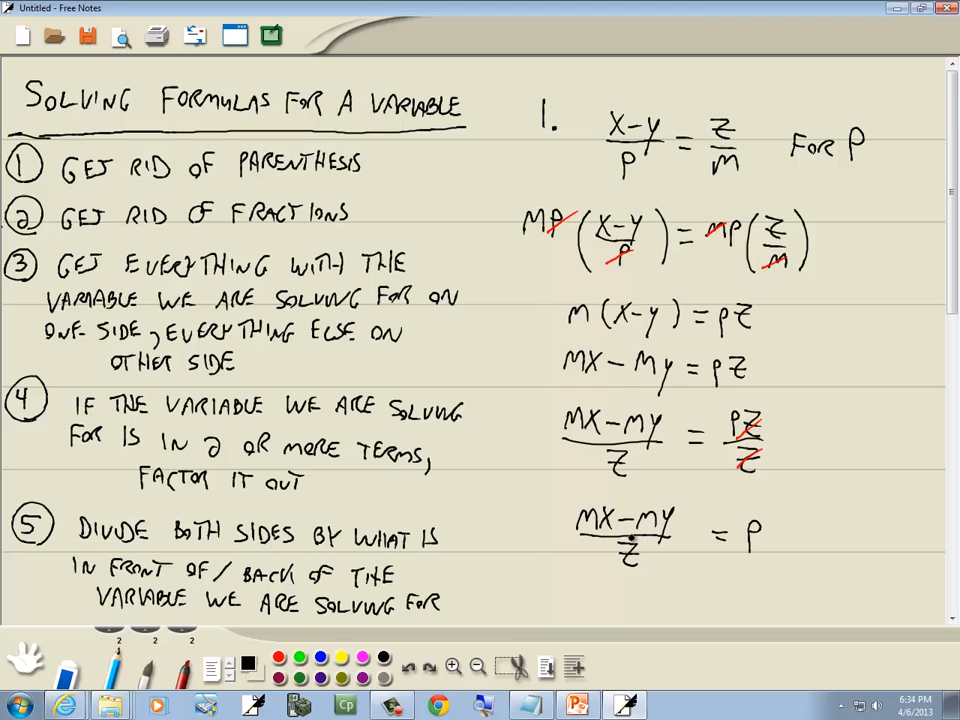 Untitled - Free Notes
SOLVING FORMULAS FOR A VARIABLE
① GET RID OF PARENTHESIS
② GET RID OF FRACTIONS
③ GET EVERYTHING WITH THE
VARIABLE WE ARE SOLVING FOR ON
ONE SIDE, EVERYTHING ELSE ON
OTHER SIDE
④ IF THE VARIABLE WE ARE SOLVING
FOR IS IN 2 OR MORE TERMS,
FACTOR IT OUT
⑤ DIVIDE BOTH SIDES BY WHAT IS
IN FRONT OF/BACK OF THE
VARIABLE WE ARE SOLVING FOR
1. (X-Y)/P = Z/M FOR P
MP((X-Y)/P) = MP(Z/M)
M(X-Y) = PZ
MX-MY = PZ
(MX-MY)/Z = PZ/Z
(MX-MY)/Z = P
2 2 2
Cp
6:34 PM
4/6/2013